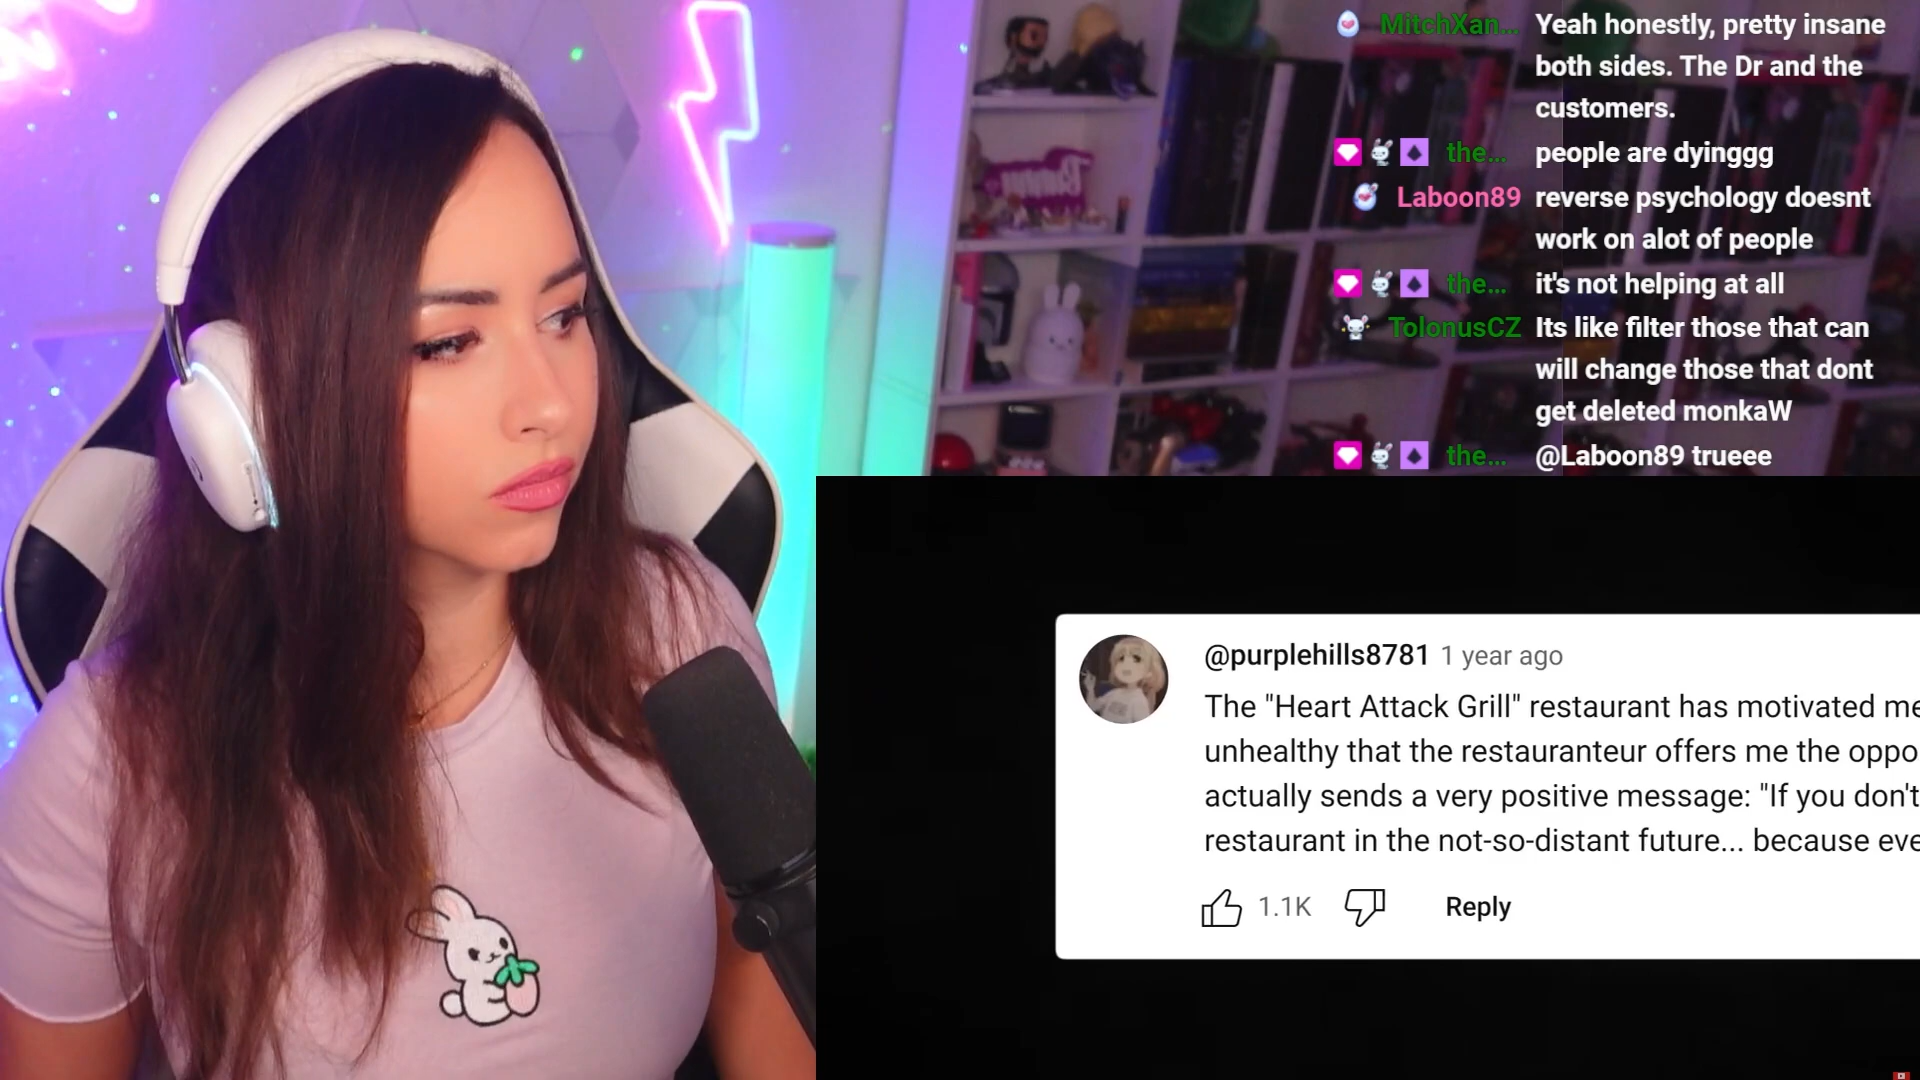 MitchXan... Yeah honestly, pretty insane
both sides. The Dr and the
customers.
the... people are dyinggg
Laboon89 reverse psychology doesnt
work on alot of people
the... it's not helping at all
TolonusCZ Its like filter those that can
will change those that dont
get deleted monkaW
the... @Laboon89 trueee
@purplehills8781 1 year ago
The "Heart Attack Grill" restaurant has motivated me
unhealthy that the restauranteur offers me the oppo
actually sends a very positive message: "If you don't
restaurant in the not-so-distant future... because eve
1.1K Reply